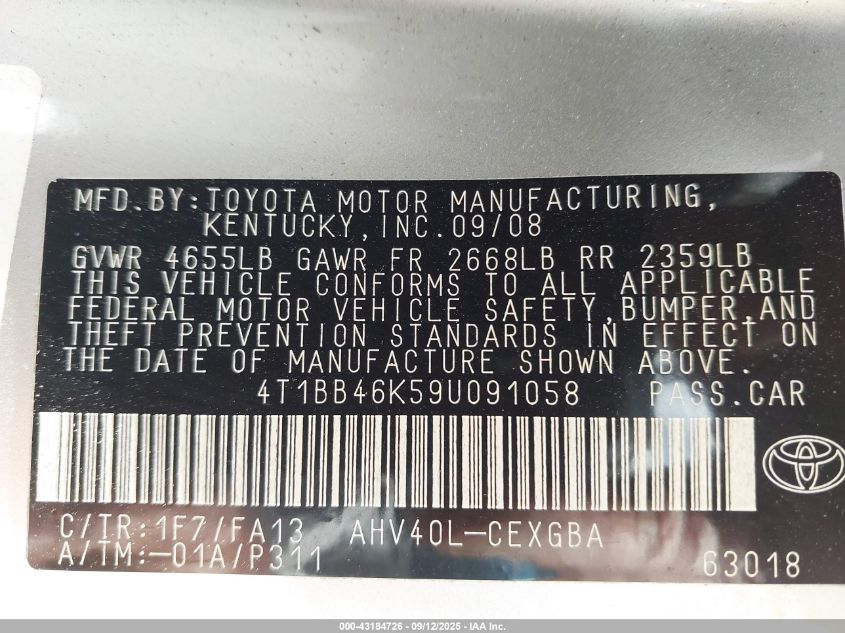 MFD.BY:TOYOTA MOTOR MANUFACTURING,
KENTUCKY,INC.09/08
GVWR 4655LB GAWR FR 2668LB RR 2359LB
THIS VEHICLE CONFORMS TO ALL APPLICABLE
FEDERAL MOTOR VEHICLE SAFETY,BUMPER,AND
THEFT PREVENTION STANDARDS IN EFFECT ON
THE DATE OF MANUFACTURE SHOWN ABOVE.
4T1BB46K59U091058 PASS.CAR
C/TR:1F7/FA13 AHV40L-CEXGBA
A/TM:-01A/P311 63018
000-43184726 - 09/12/2025 - IAA Inc.